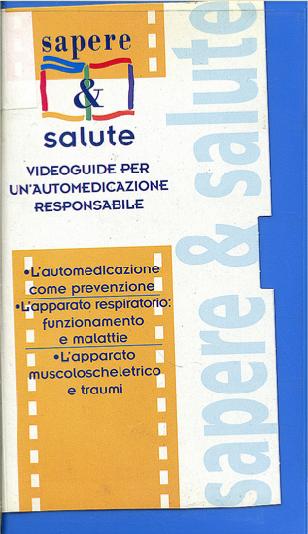 sapere
&
salute
VIDEOGUIDE PER
UN'AUTOMEDICAZIONE
RESPONSABILE
•L'automedicazione
come prevenzione
•L'apparato respiratorio:
funzionamento
e malattie
•L'apparato
muscoloscheletrico
e traumi
sapere & salute